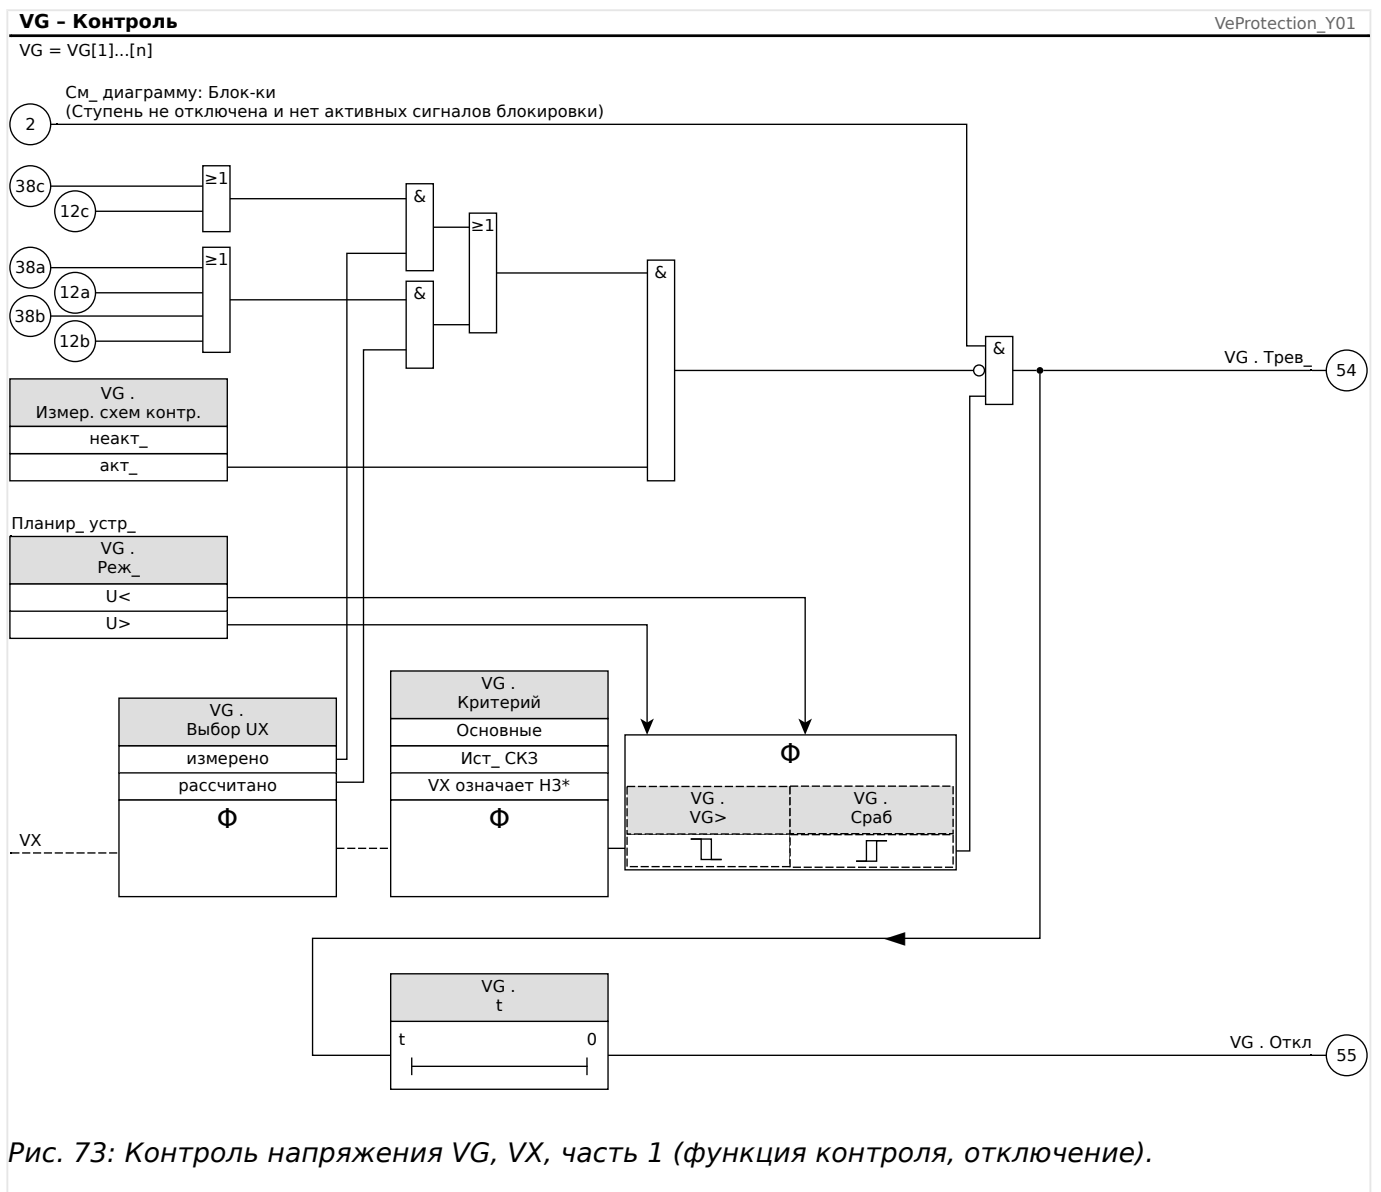 VG – Контроль
VeProtection_Y01
VG = VG[1]...[n]
См_ диаграмму: Блок-ки
(Ступень не отключена и нет активных сигналов блокировки)
2
38c
12c
≥1
&
≥1
38a
12a
38b
12b
≥1
&
&
&
VG . Трев_
54
VG .
Измер. схем контр.
неакт_
акт_
Планир_ устр_
VG .
Реж_
U<
U>
VG .
Выбор UX
измерено
рассчитано
Φ
VX
VG .
Критерий
Основные
Ист_ СКЗ
VX означает НЗ*
Φ
Φ
VG .
VG>
VG .
Сраб
VG .
t
t
0
VG . Откл
55
Рис. 73: Контроль напряжения VG, VX, часть 1 (функция контроля, отключение).